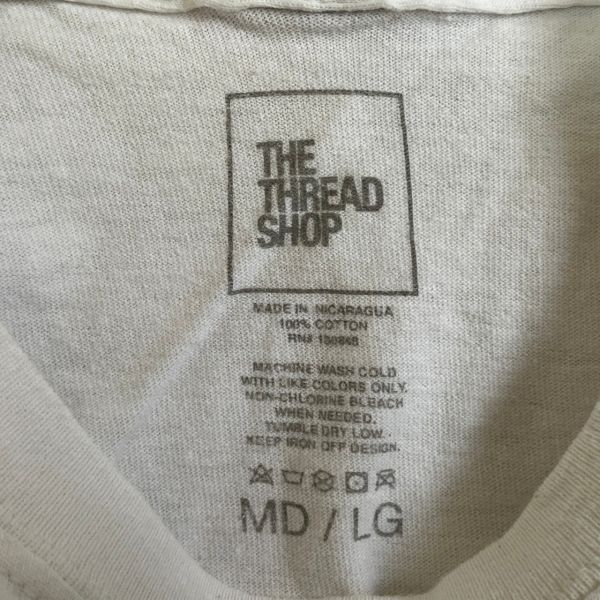 THE
THREAD
SHOP
MADE IN NICARAGUA
100% COTTON
RN#
MACHINE WASH COLD
WITH LIKE COLORS ONLY.
NON-CHLORINE BLEACH
WHEN NEEDED.
TUMBLE DRY LOW.
KEEP IRON OFF DESIGN.
MD / LG